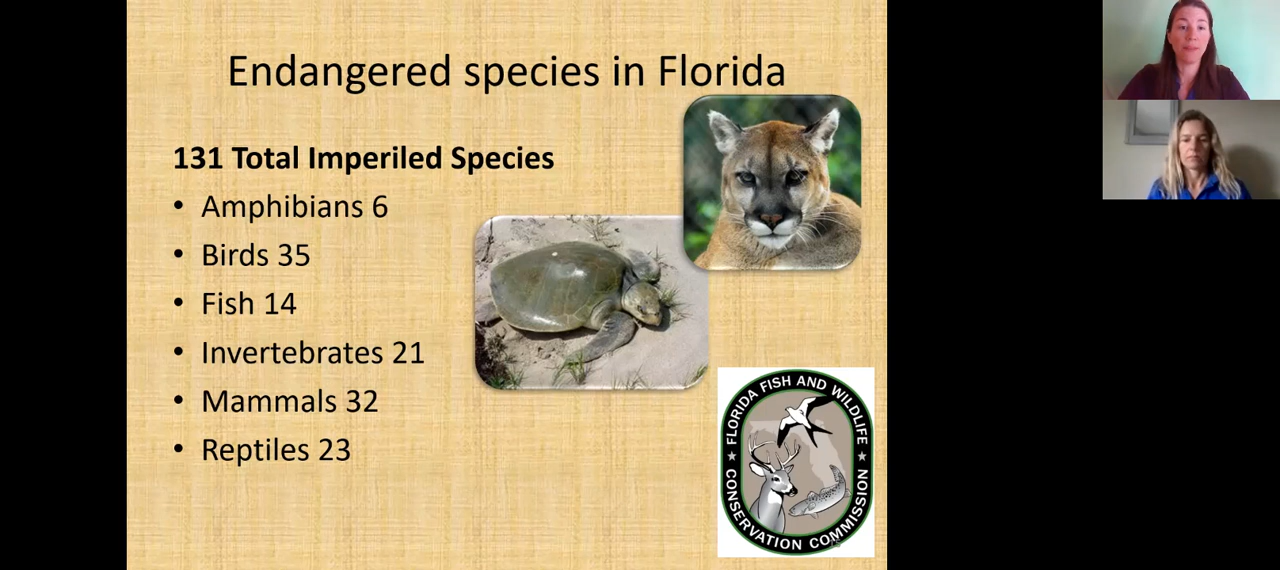 Endangered species in Florida
131 Total Imperiled Species
• Amphibians 6
• Birds 35
• Fish 14
• Invertebrates 21
• Mammals 32
• Reptiles 23
FLORIDA FISH AND WILDLIFE
CONSERVATION COMMISSION